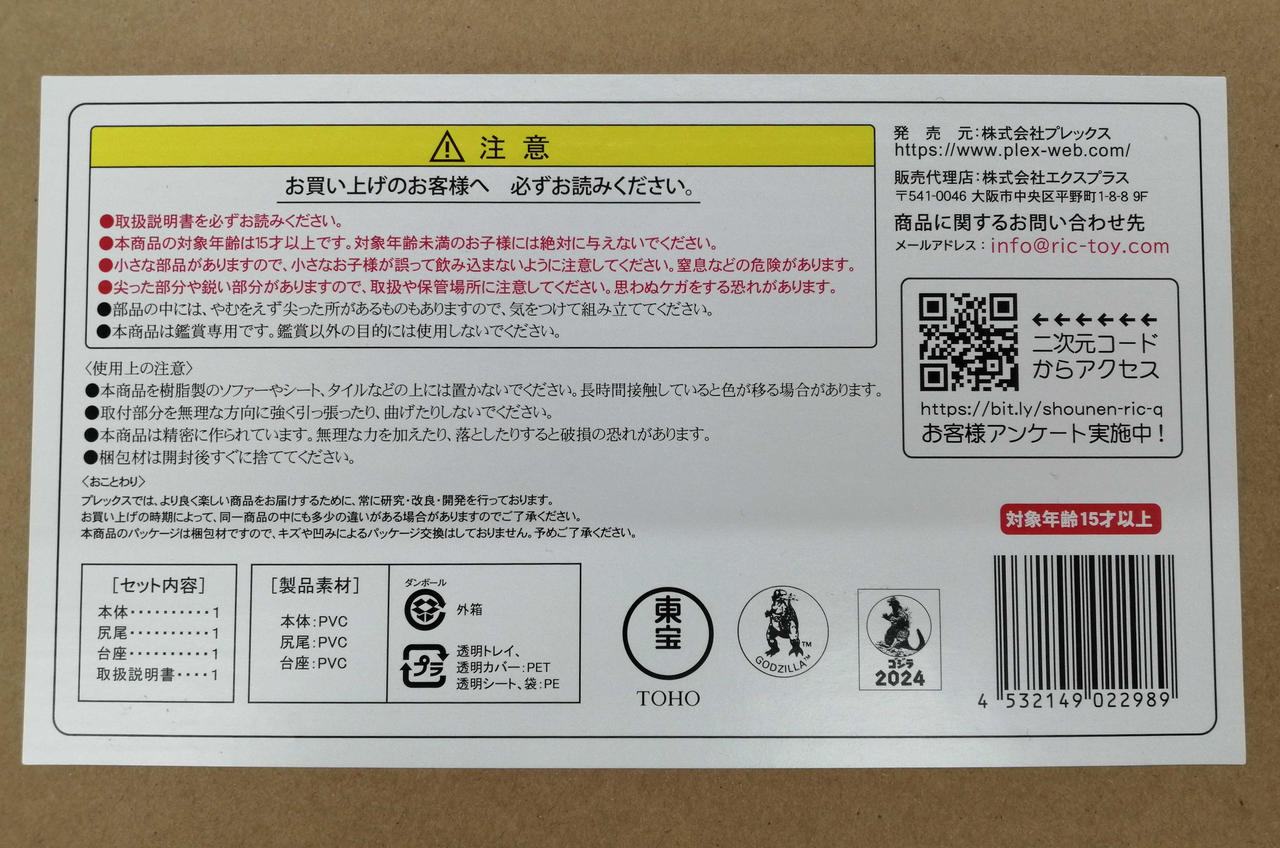 注意
お買い上げのお客様へ 必ずお読みください。
●取扱説明書を必ずお読みください。
●本商品の対象年齢は15才以上です。対象年齢未満のお子様には絶対に与えないでください。
●小さな部品がありますので、小さなお子様が誤って飲み込まないように注意してください。窒息などの危険があります。
●尖った部分や鋭い部分がありますので、取扱や保管場所に注意してください。思わぬケガをする恐れがあります。
●部品の中には、やむをえず尖った所があるものもありますので、気をつけて組み立ててください。
●本商品は鑑賞専用です。鑑賞以外の目的には使用しないでください。
〈使用上の注意〉
●本商品を樹脂製のソファーやシート、タイルなどの上には置かないでください。長時間接触していると色が移る場合があります。
●取付部分を無理な方向に強く引っ張ったり、曲げたりしないでください。
●本商品は精密に作られています。無理な力を加えたり、落としたりすると破損の恐れがあります。
●梱包材は開封後すぐに捨ててください。
〈おことわり〉
プレックスでは、より良く楽しい商品をお届けするために、常に研究・改良・開発を行っております。
お買い上げの時期によって、同一商品の中にも多少の違いがある場合がありますのでご了承ください。
本商品のパッケージは梱包材ですので、キズや凹みによるパッケージ交換はしておりません。予めご了承ください。
[セット内容]
本体··········1
尻尾··········1
台座··········1
取扱説明書····1
[製品素材]
本体:PVC
尻尾:PVC
台座:PVC
ダンボール
外箱
プラ
透明トレイ、
透明カバー:PET
透明シート、袋:PE
東宝
TOHO
GODZILLA™
TM
ゴジラ
2024
発売元:株式会社プレックス
https://www.plex-web.com/
販売代理店:株式会社エクスプラス
〒541-0046 大阪市中央区平野町1-8-8 9F
商品に関するお問い合わせ先
メールアドレス:info@ric-toy.com
←←←←←←
二次元コード
からアクセス
https://bit.ly/shounen-ric-q
お客様アンケート実施中!
対象年齢15才以上
4 532149 022989